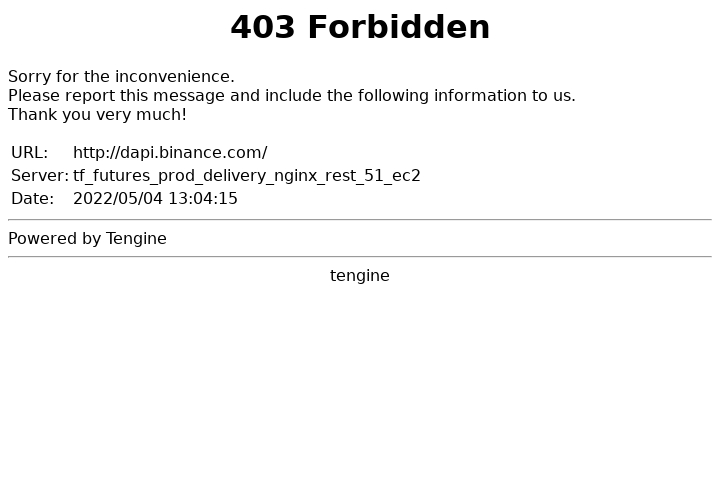 403 Forbidden
Sorry for the inconvenience.
Please report this message and include the following information to us.
Thank you very much!
URL: http://dapi.binance.com/
Server: tf_futures_prod_delivery_nginx_rest_51_ec2
Date: 2022/05/04 13:04:15
Powered by Tengine
tengine